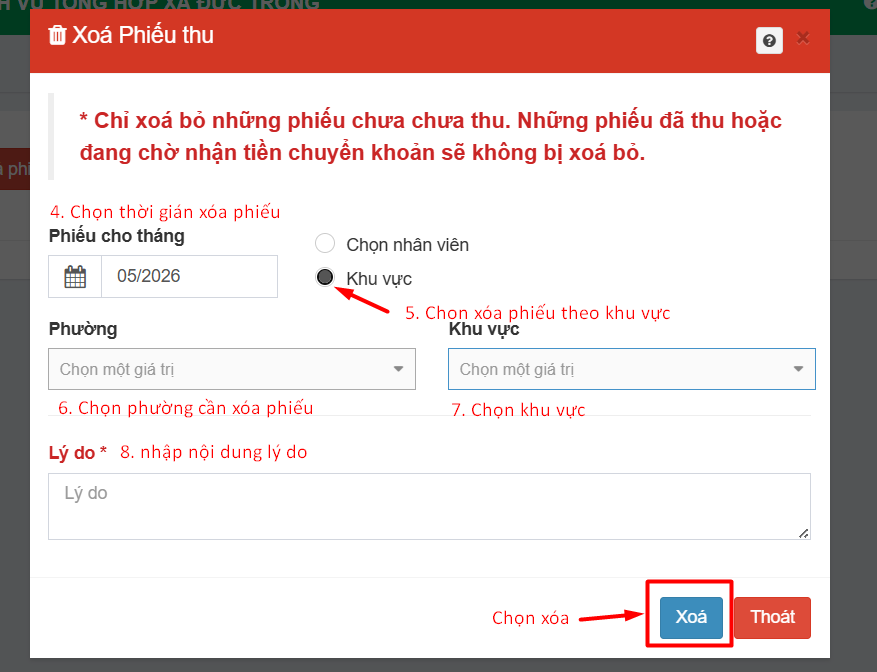 H VỤ TỔNG HỢP XÃ ĐỨC TRỌNG
Xoá Phiếu thu
* Chỉ xoá bỏ những phiếu chưa chưa thu. Những phiếu đã thu hoặc
đang chờ nhận tiền chuyển khoản sẽ không bị xoá bỏ.
4. Chọn thời gián xóa phiếu
Phiếu cho tháng
Chọn nhân viên
05/2026
Khu vực
5. Chọn xóa phiếu theo khu vực
Phường
Khu vực
Chọn một giá trị
Chọn một giá trị
6. Chọn phường cần xóa phiếu
7. Chọn khu vực
Lý do * 8. nhập nội dung lý do
Lý do
Chọn xóa
Xoá
Thoát